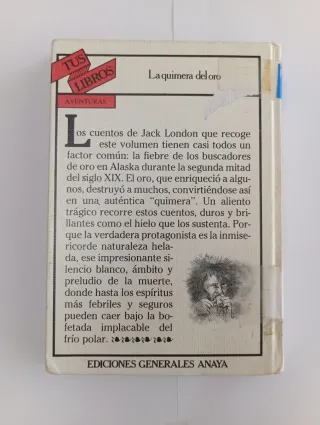 TUS
LIBROS
AVENTURAS
La quimera del oro
Los cuentos de Jack London que recoge
este volumen tienen casi todos un
factor común: la fiebre de los buscadores
de oro en Alaska durante la segunda mitad
del siglo XIX. El oro, que enriqueció a algu-
nos, destruyó a muchos, convirtiéndose así
en una auténtica “quimera”. Un aliento
trágico recorre estos cuentos, duros y bri-
llantes como el hielo que los sustenta. Por-
que la verdadera protagonista es la inmise-
ricorde naturaleza hela-
da, ese impresionante si-
lencio blanco, ámbito y
preludio de la muerte,
donde hasta los espíritus
más febriles y seguros
pueden caer bajo la bo-
fetada implacable del
frío polar.
EDICIONES GENERALES ANAYA